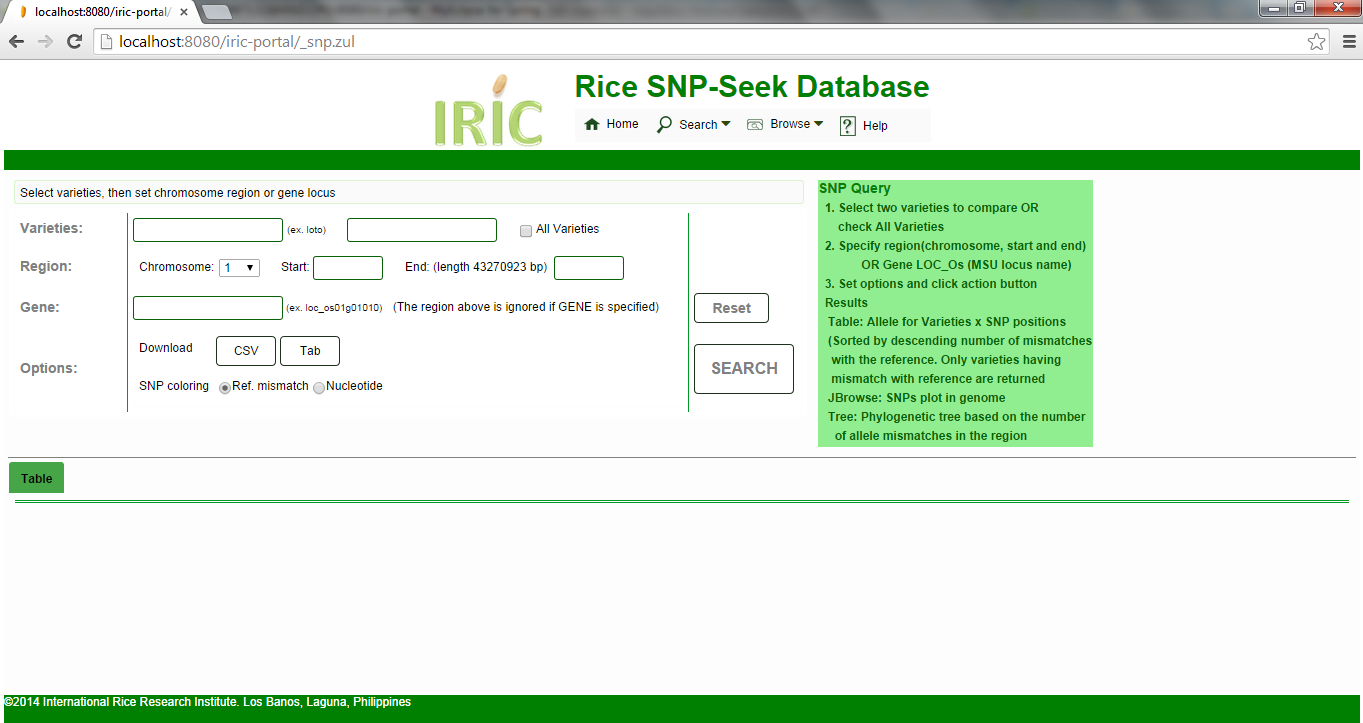 localhost:8080/iric-portal/
localhost:8080/iric-portal/_snp.zul
IRIC
Rice SNP-Seek Database
Home Search Browse ? Help
Select varieties, then set chromosome region or gene locus
Varieties: (ex. ioto) All Varieties
Region: Chromosome: 1 Start: End: (length 43270923 bp)
Gene: (ex. loc_os01g01010) (The region above is ignored if GENE is specified)
Reset
Options: Download CSV Tab
SEARCH
SNP coloring Ref. mismatch Nucleotide
SNP Query
1. Select two varieties to compare OR
check All Varieties
2. Specify region(chromosome, start and end)
OR Gene LOC_Os (MSU locus name)
3. Set options and click action button
Results
Table: Allele for Varieties x SNP positions
(Sorted by descending number of mismatches
with the reference. Only varieties having
mismatch with reference are returned
JBrowse: SNPs plot in genome
Tree: Phylogenetic tree based on the number
of allele mismatches in the region
Table
©2014 International Rice Research Institute. Los Banos, Laguna, Philippines